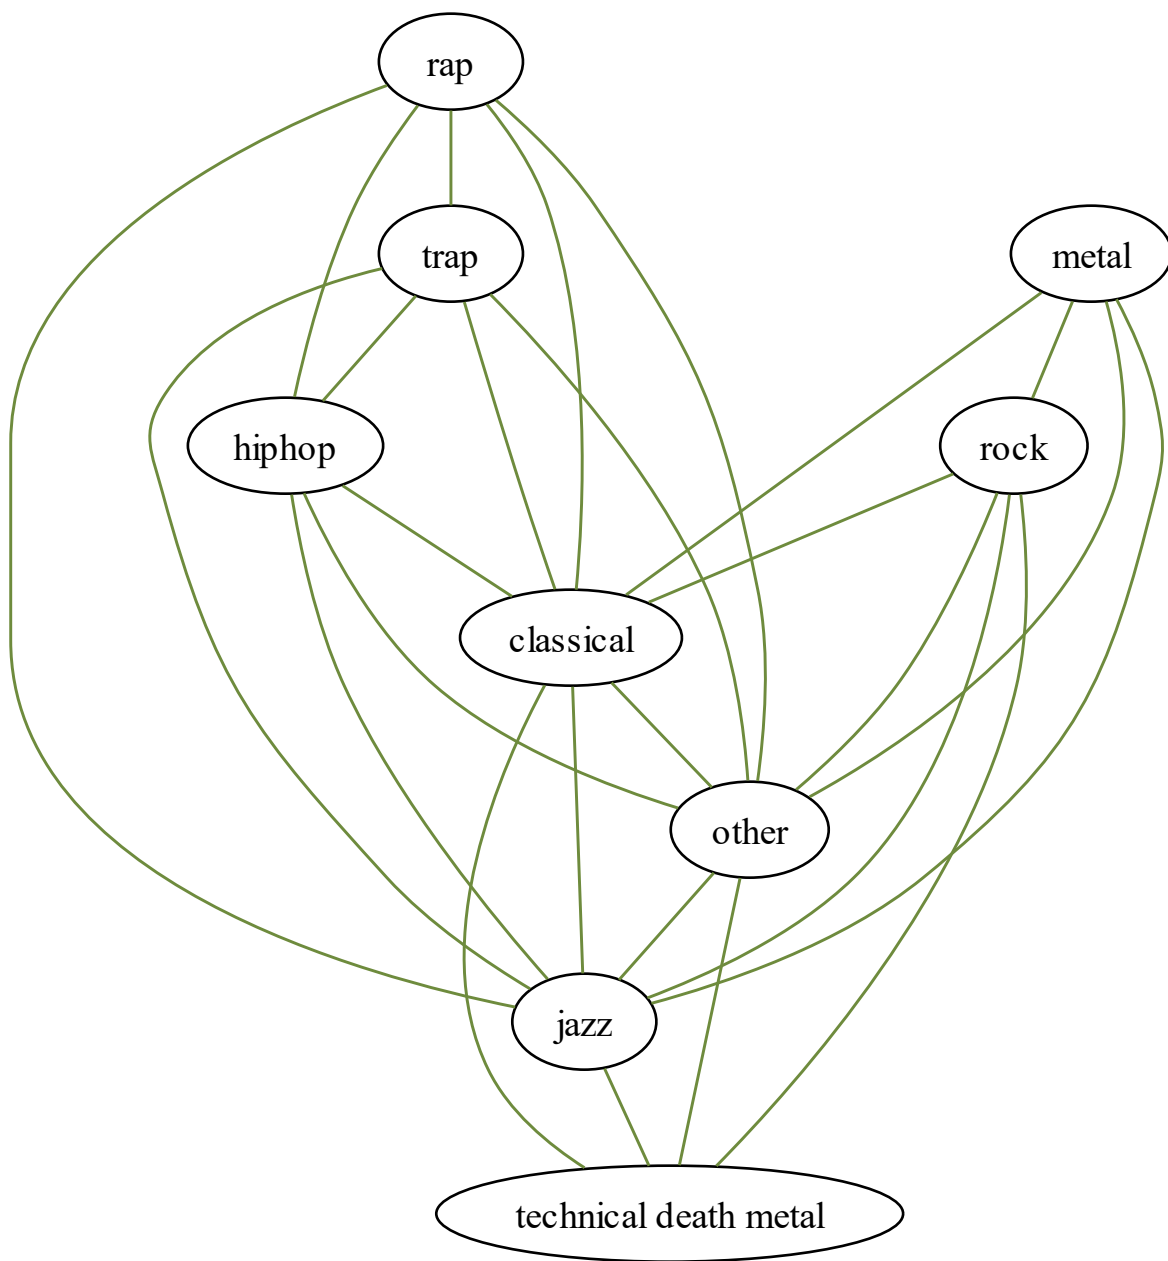 rap
trap
metal
hiphop
rock
classical
other
jazz
technical death metal